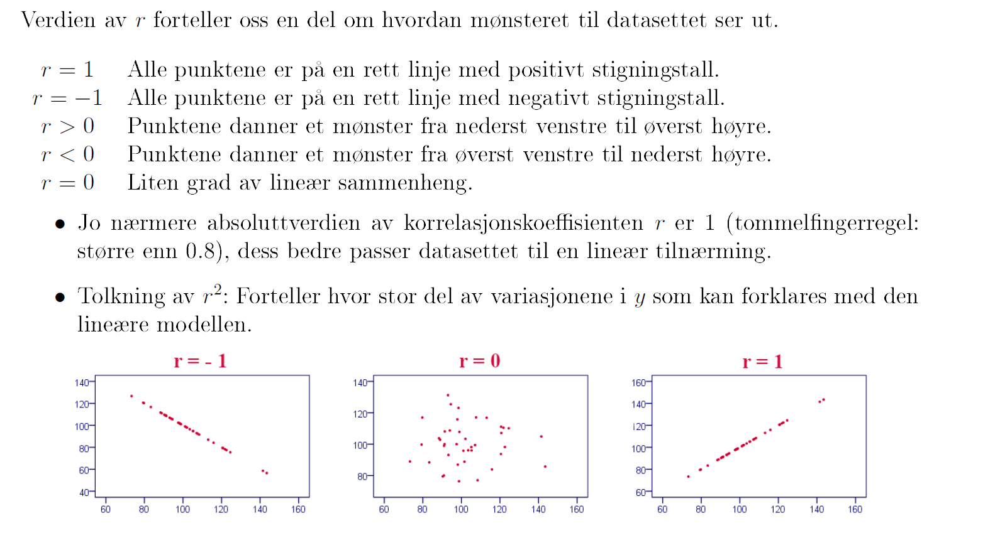 Verdien av r forteller oss en del om hvordan mønsteret til datasettet ser ut.
r = 1 Alle punktene er på en rett linje med positivt stigningstall.
r = −1 Alle punktene er på en rett linje med negativt stigningstall.
r > 0 Punktene danner et mønster fra nederst venstre til øverst høyre.
r < 0 Punktene danner et mønster fra øverst venstre til nederst høyre.
r = 0 Liten grad av lineær sammenheng.
• Jo nærmere absoluttverdien av korrelasjonskoeffisienten r er 1 (tommelfingerregel:
større enn 0.8), dess bedre passer datasettet til en lineær tilnærming.
• Tolkning av r²: Forteller hvor stor del av variasjonene i y som kan forklares med den
lineære modellen.
r = - 1
140
120
100
80
60
40
60 80 100 120 140 160
r = 0
140
120
100
80
60 80 100 120 140 160
r = 1
160
140
120
100
80
60
60 80 100 120 140 160